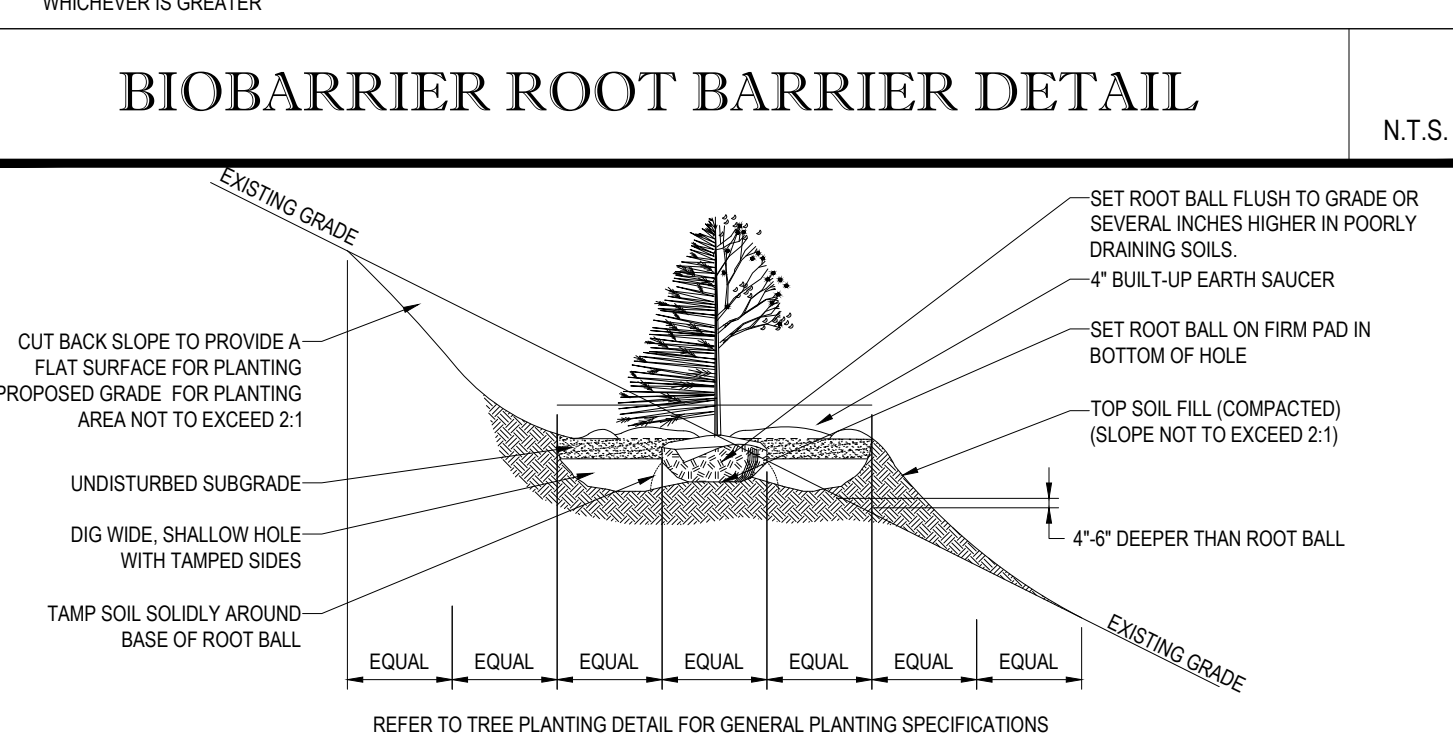 WHICHEVER IS GREATER
BIOBARRIER ROOT BARRIER DETAIL
N.T.S.
EXISTING GRADE
CUT BACK SLOPE TO PROVIDE A
FLAT SURFACE FOR PLANTING
PROPOSED GRADE FOR PLANTING
AREA NOT TO EXCEED 2:1
UNDISTURBED SUBGRADE
DIG WIDE, SHALLOW HOLE
WITH TAMPED SIDES
TAMP SOIL SOLIDLY AROUND
BASE OF ROOT BALL
SET ROOT BALL FLUSH TO GRADE OR
SEVERAL INCHES HIGHER IN POORLY
DRAINING SOILS.
4" BUILT-UP EARTH SAUCER
SET ROOT BALL ON FIRM PAD IN
BOTTOM OF HOLE
TOP SOIL FILL (COMPACTED)
(SLOPE NOT TO EXCEED 2:1)
4"-6" DEEPER THAN ROOT BALL
EXISTING GRADE
EQUAL EQUAL EQUAL EQUAL EQUAL EQUAL EQUAL
REFER TO TREE PLANTING DETAIL FOR GENERAL PLANTING SPECIFICATIONS